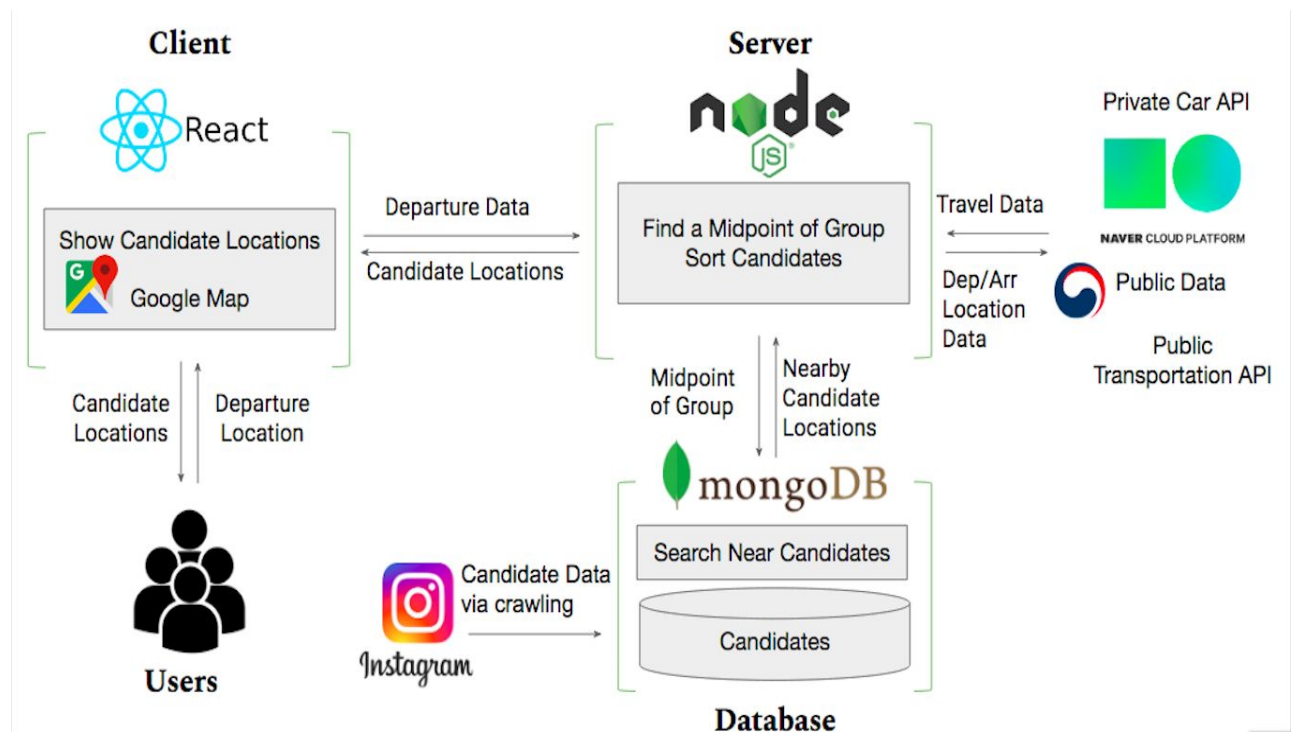 Client
React
Show Candidate Locations
G
Google Map
Departure Data
Candidate Locations
Server
node
JS
Find a Midpoint of Group
Sort Candidates
Travel Data
Dep/Arr
Location
Data
Private Car API
NAVER CLOUD PLATFORM
Public Data
Public
Transportation API
Candidate
Locations
Departure
Location
Users
Midpoint
of Group
Nearby
Candidate
Locations
mongoDB
Search Near Candidates
Candidates
Database
Candidate Data
via crawling
Instagram